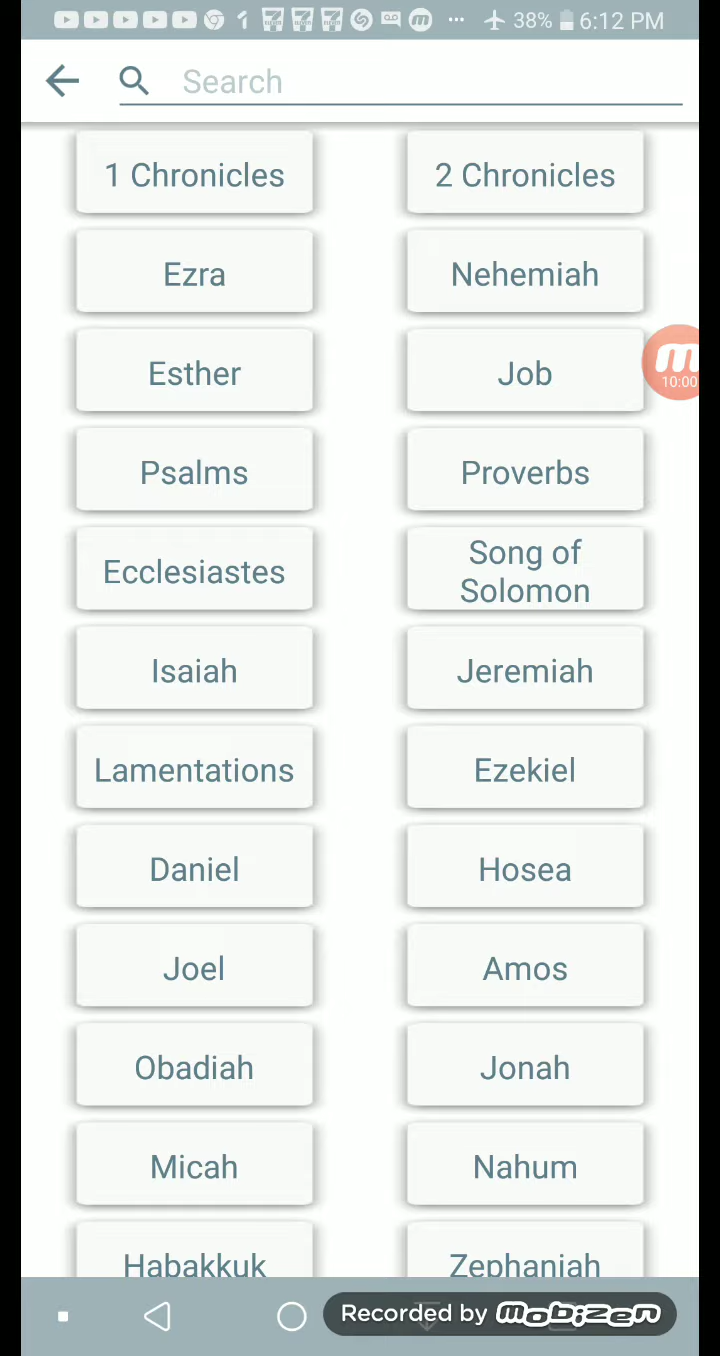 38% 6:12 PM
Search
1 Chronicles
2 Chronicles
Ezra
Nehemiah
Esther
Job
10:00
Psalms
Proverbs
Ecclesiastes
Song of
Solomon
Isaiah
Jeremiah
Lamentations
Ezekiel
Daniel
Hosea
Joel
Amos
Obadiah
Jonah
Micah
Nahum
Habakkuk
Zephaniah
Recorded by Mobizen